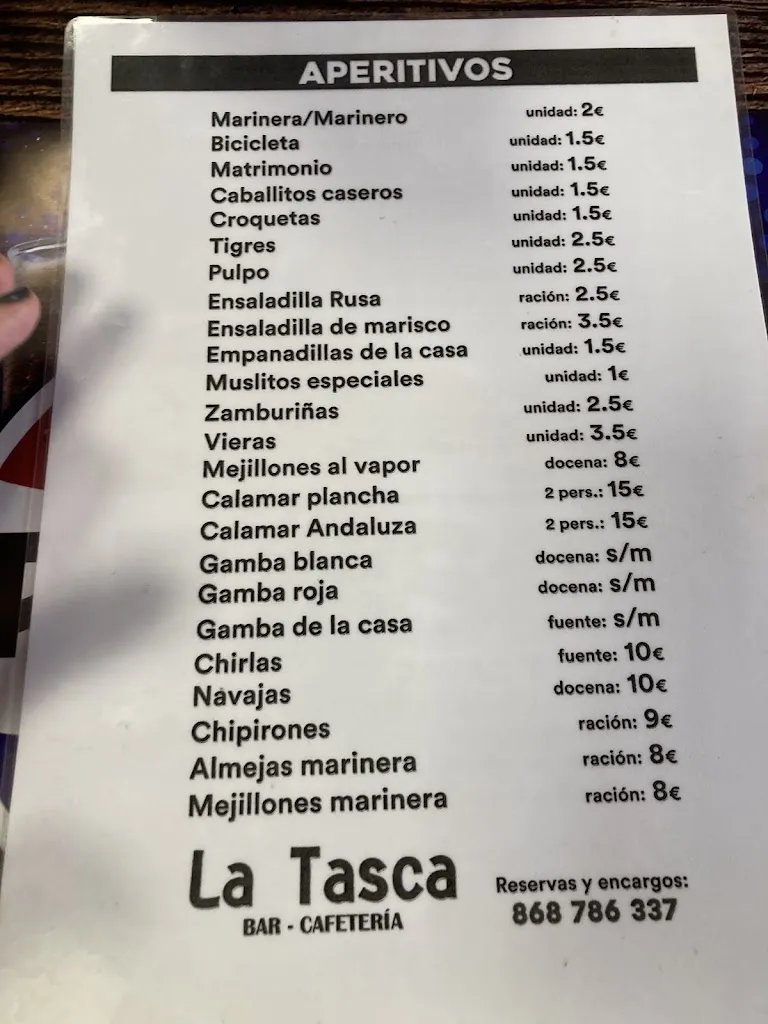 APERITIVOS
Marinera/Marinero unidad: 2€
Bicicleta unidad: 1.5€
Matrimonio unidad: 1.5€
Caballitos caseros unidad: 1.5€
Croquetas unidad: 1.5€
Tigres unidad: 2.5€
Pulpo unidad: 2.5€
Ensaladilla Rusa ración: 2.5€
Ensaladilla de marisco ración: 3.5€
Empanadillas de la casa unidad: 1.5€
Muslitos especiales unidad: 1€
Zamburiñas unidad: 2.5€
Vieras unidad: 3.5€
Mejillones al vapor docena: 8€
Calamar plancha 2 pers.: 15€
Calamar Andaluza 2 pers.: 15€
Gamba blanca docena: s/m
Gamba roja docena: s/m
Gamba de la casa fuente: s/m
Chirlas fuente: 10€
Navajas docena: 10€
Chipirones ración: 9€
Almejas marinera ración: 8€
Mejillones marinera ración: 8€
La Tasca
BAR - CAFETERÍA
Reservas y encargos:
868 786 337